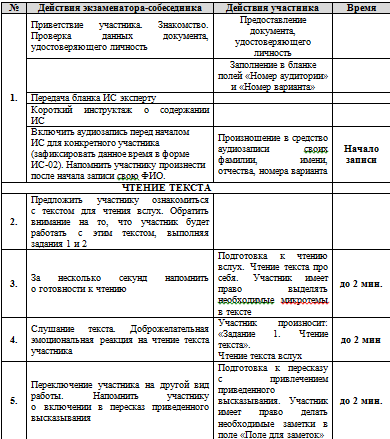 № Действия экзаменатора-собеседника Действия участника Время
1.
Приветствие участника. Знакомство.
Проверка данных документа,
удостоверяющего личность
Предоставление
документа,
удостоверяющего
личность
Заполнение в бланке
полей «Номер аудитории»
и «Номер варианта»
Передача бланка ИС эксперту
Короткий инструктаж о содержании
ИС
Включить аудиозапись перед началом
ИС для конкретного участника
(зафиксировать данное время в форме
ИС-02). Напомнить участнику произнести
после начала записи свою ФИО.
Произношение в средство
аудиозаписи своих
фамилии, имени,
отчества, номера варианта
Начало
записи
ЧТЕНИЕ ТЕКСТА
2.
Предложить участнику ознакомиться
с текстом для чтения вслух. Обратить
внимание на то, что участник будет
работать с этим текстом, выполняя
задания 1 и 2
3.
За несколько секунд напомнить
о готовности к чтению
Подготовка к чтению
вслух. Чтение текста про
себя. Участник имеет
право выделять
необходимые микротемы
в тексте
до 2 мин.
4.
Слушание текста. Доброжелательная
эмоциональная реакция на чтение текста
участника
Участник произносит:
«Задание 1. Чтение
текста».
Чтение текста вслух
до 2 мин
5.
Переключение участника на другой вид
работы. Напомнить участнику
о включении в пересказ приведенного
высказывания
Подготовка к пересказу
с привлечением
приведенного
высказывания. Участник
имеет право делать
необходимые заметки в
поле «Поле для заметок»
до 2 мин.